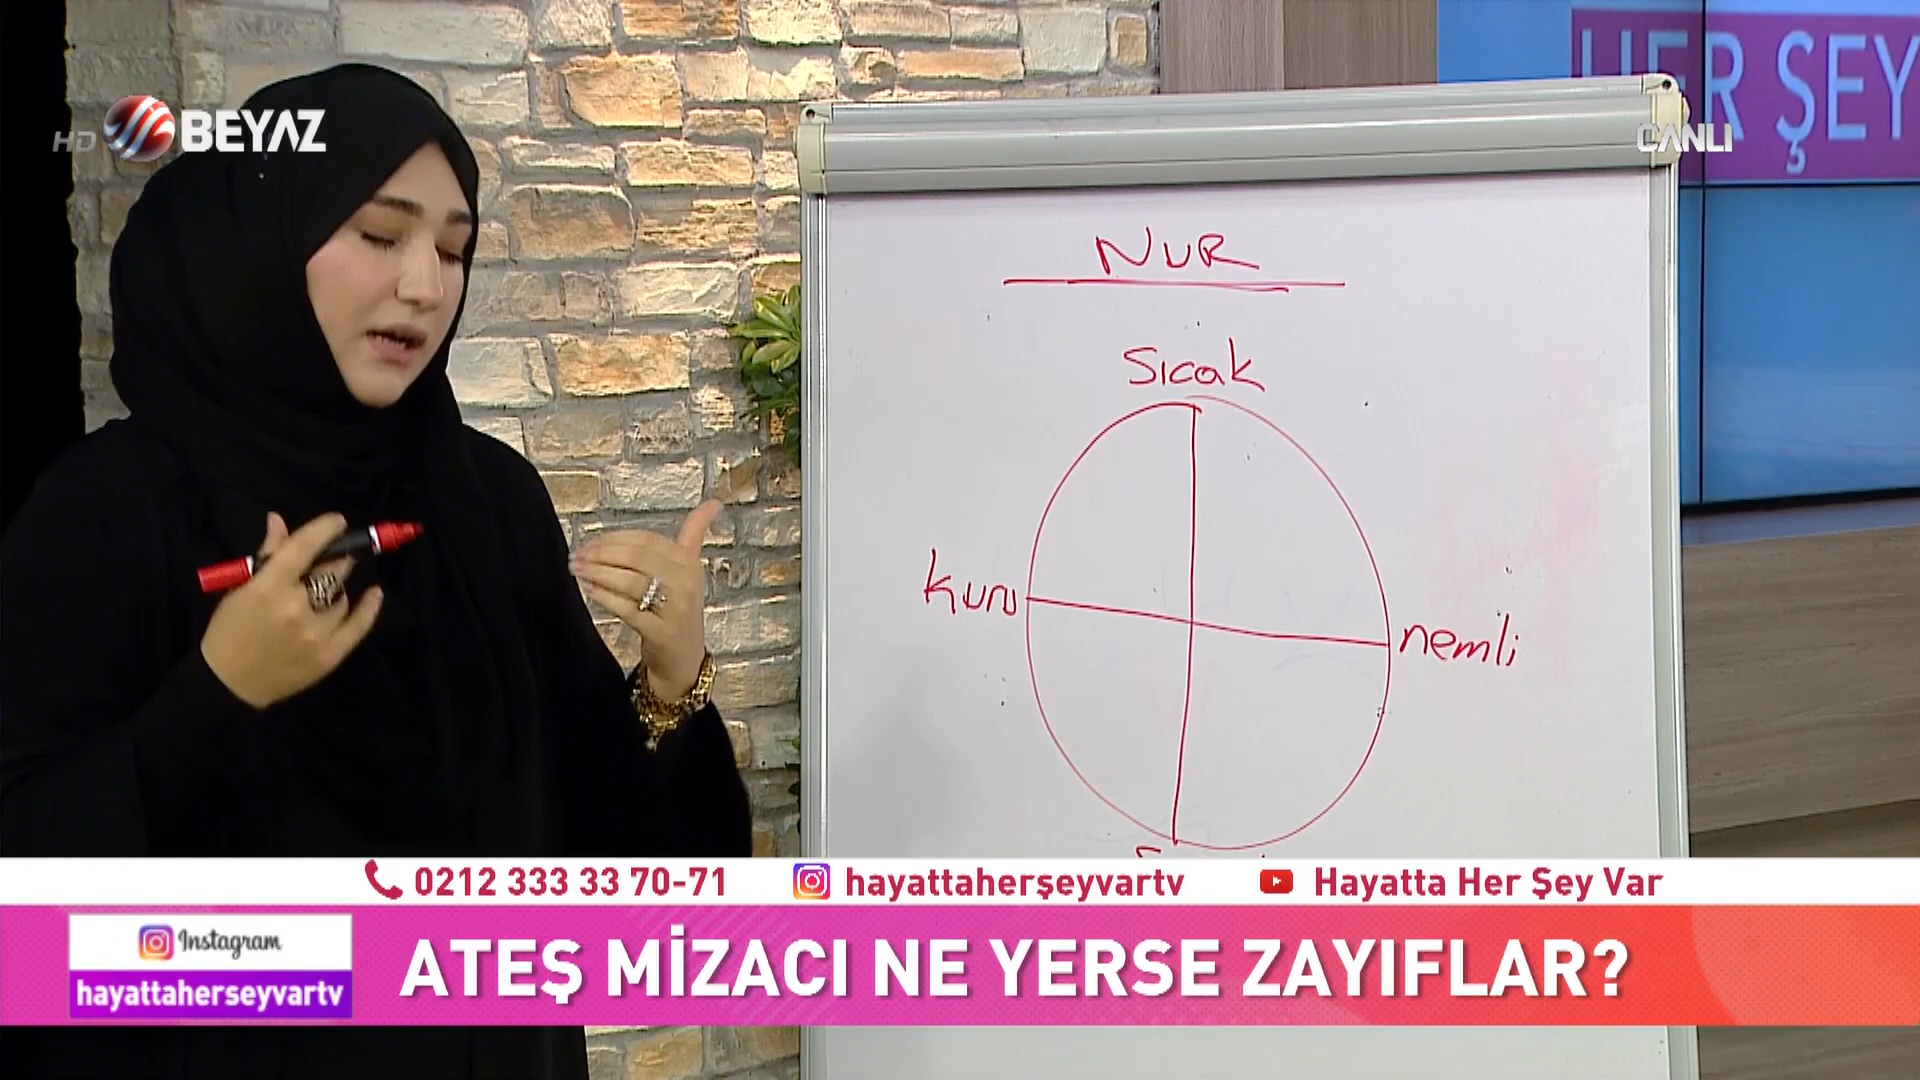 HD BEYAZ
HER ŞEY
CANLI
NUR
Sıcak
kuru
nemli
0212 333 33 70-71
hayattaherşeyvartv
Hayatta Her Şey Var
Instagram
hayattaherseyvartv
ATEŞ MİZACI NE YERSE ZAYIFLAR?